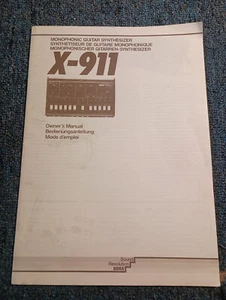 MONOPHONIC GUITAR SYNTHESIZER
SYNTHETISEUR DE GUITARE MONOPHONIQUE
MONOPHONISCHER GITARREN-SYNTHESIZER
X-911
Owner's Manual
Bedienungsanleitung
Mode d'emploi
Sound
Revolution